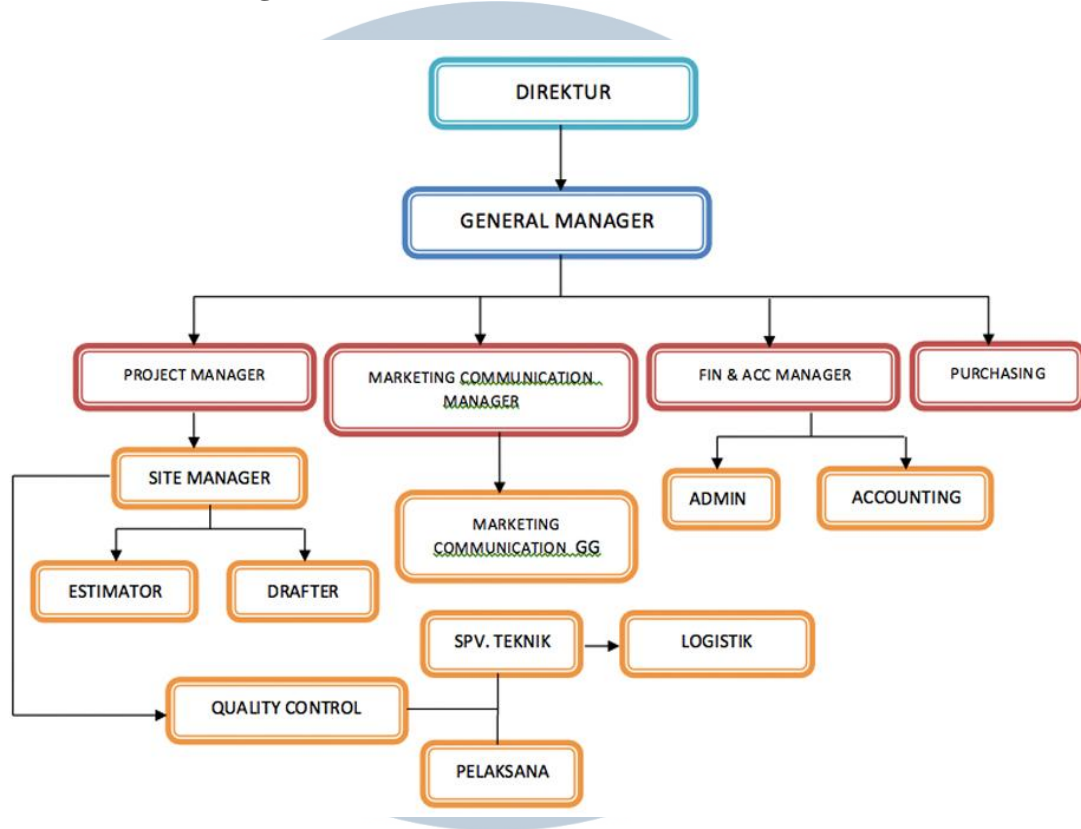 DIREKTUR
GENERAL MANAGER
PROJECT MANAGER
MARKETING COMMUNICATION
MANAGER
FIN & ACC MANAGER
PURCHASING
SITE MANAGER
MARKETING
COMMUNICATION GG
ADMIN
ACCOUNTING
ESTIMATOR
DRAFTER
SPV. TEKNIK
LOGISTIK
QUALITY CONTROL
PELAKSANA